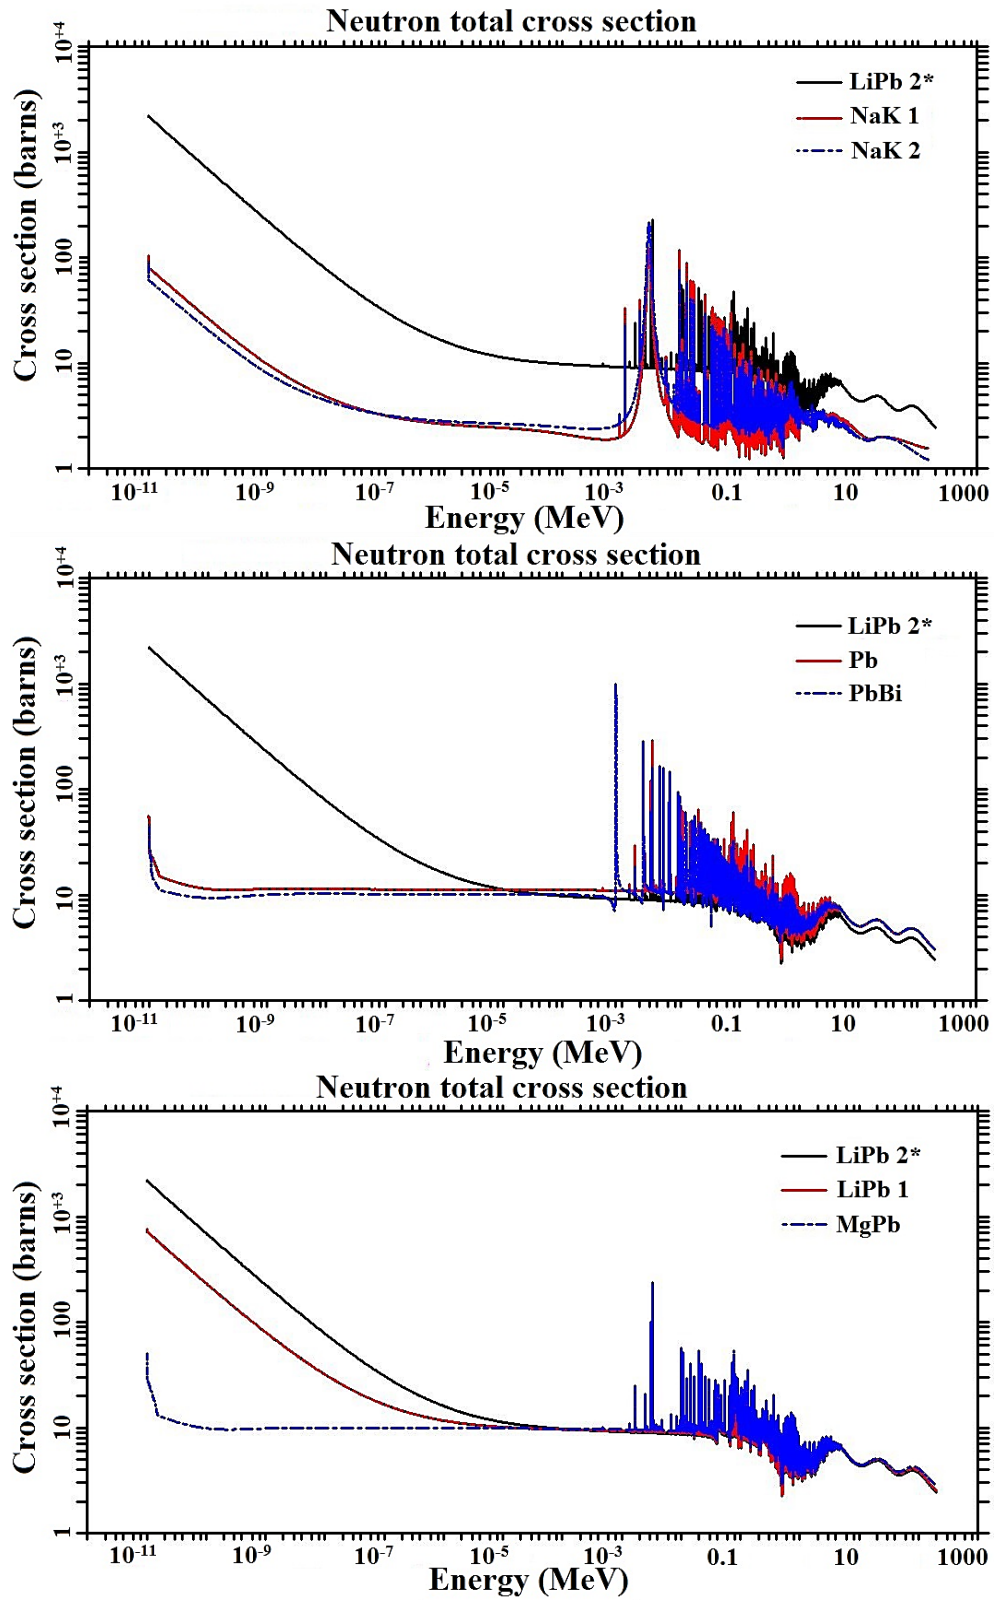 Neutron total cross section
Cross section (barns)
10+4
10+3
100
10
1
LiPb 2*
NaK 1
NaK 2
10-11
10-9
10-7
10-5
10-3
0.1
10
1000
Energy (MeV)
Neutron total cross section
Cross section (barns)
10+4
10+3
100
10
1
LiPb 2*
Pb
PbBi
10-11
10-9
10-7
10-5
10-3
0.1
10
1000
Energy (MeV)
Neutron total cross section
Cross section (barns)
10+4
10+3
100
10
1
LiPb 2*
LiPb 1
MgPb
10-11
10-9
10-7
10-5
10-3
0.1
10
1000
Energy (MeV)